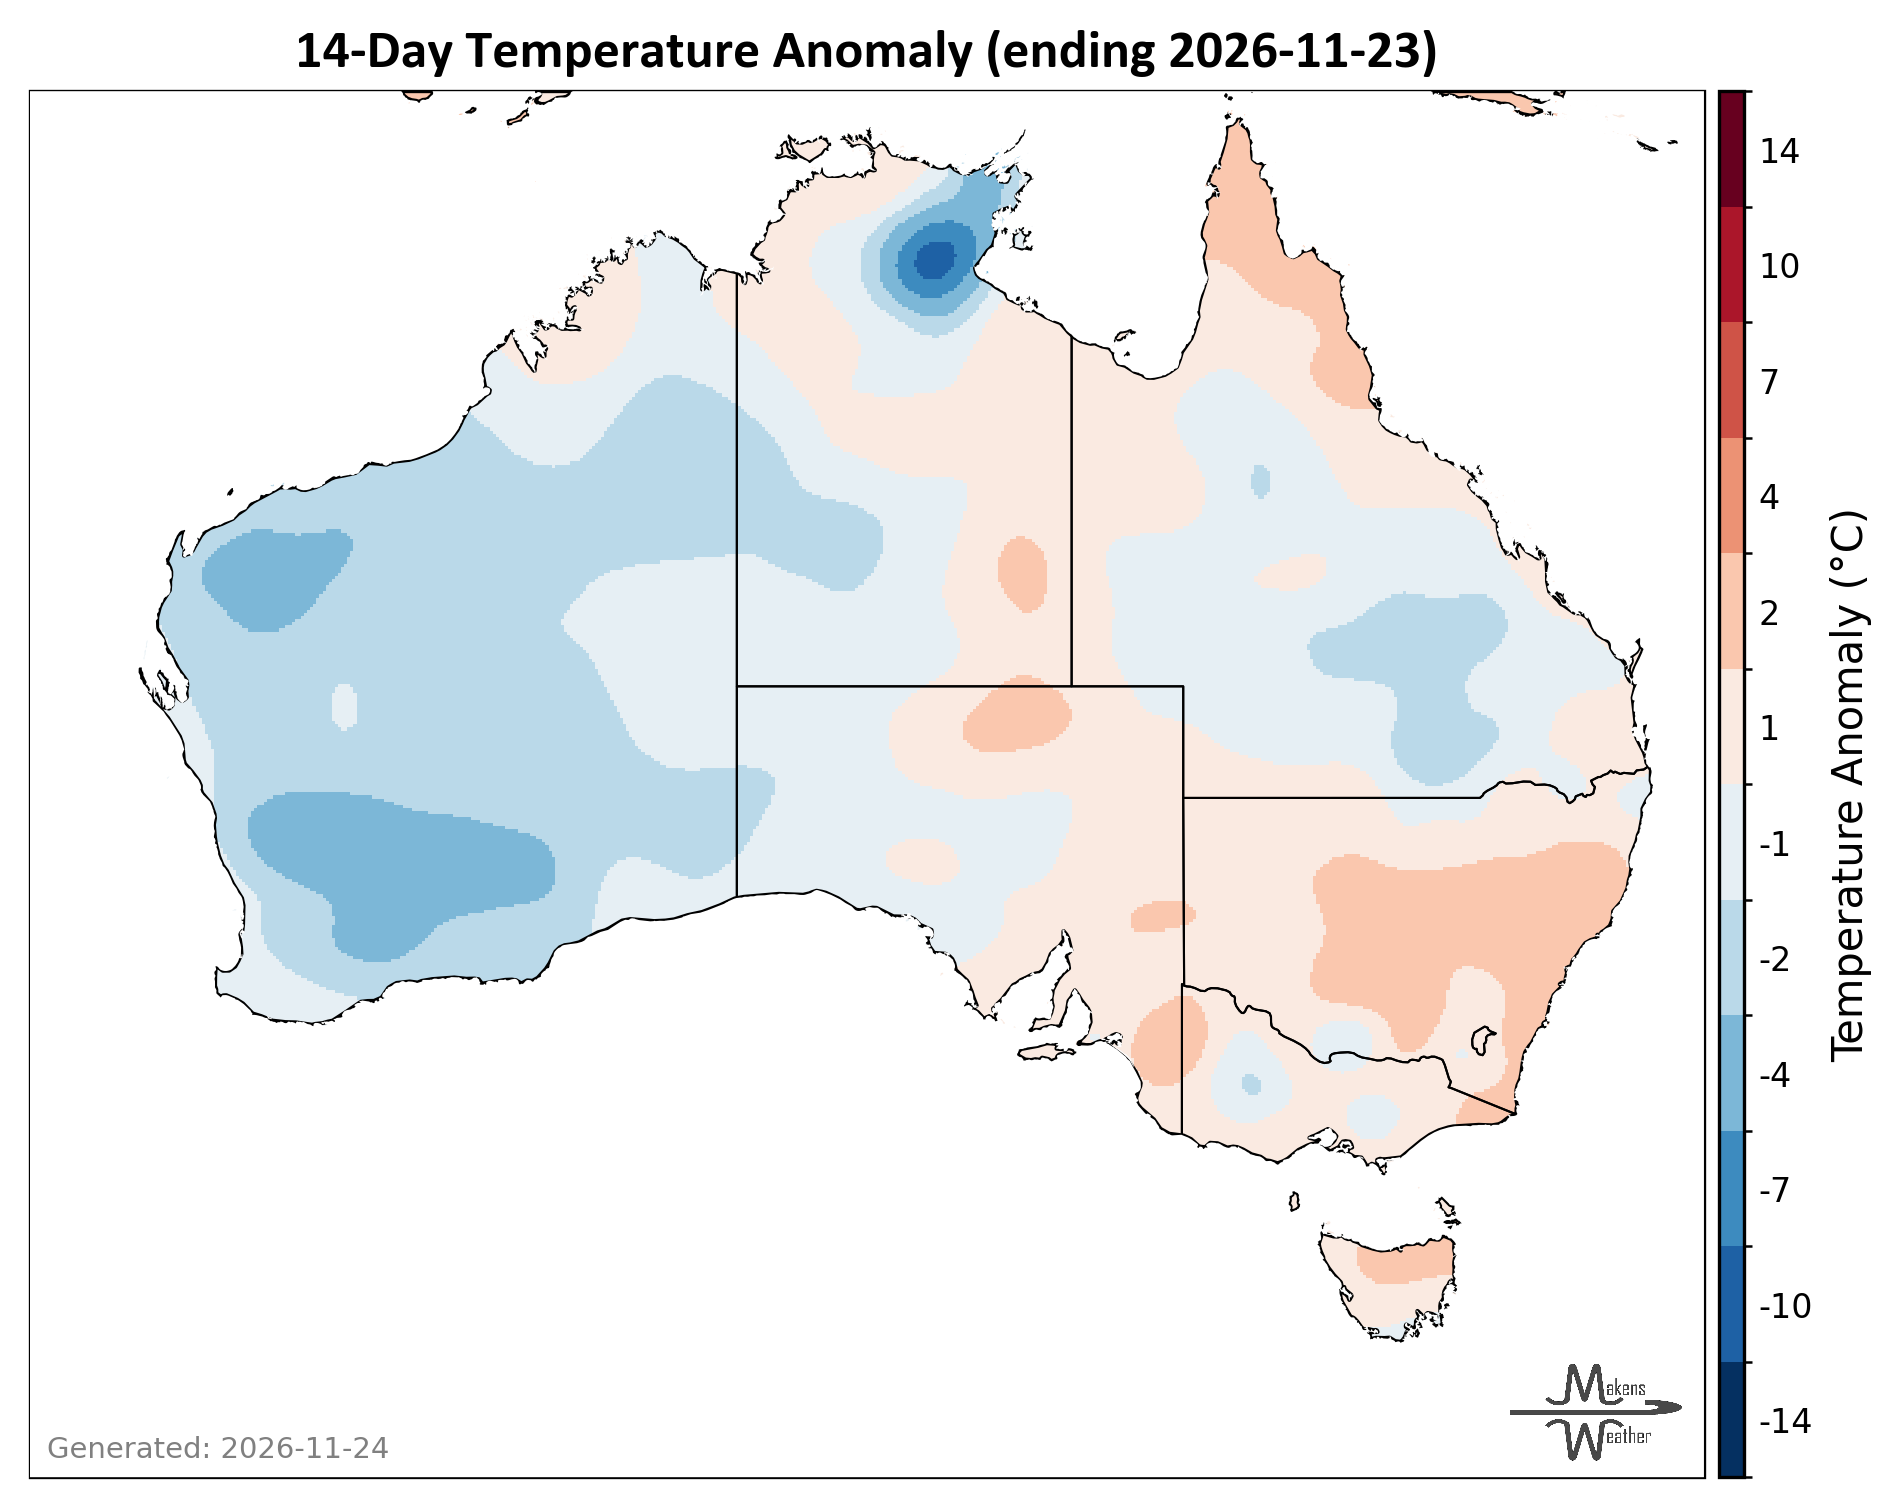 14-Day Temperature Anomaly (ending 2026-11-23)
14
10
7
4
2
1
-1
-2
-4
-7
-10
-14
Temperature Anomaly (°C)
Makens
Weather
Generated: 2026-11-24